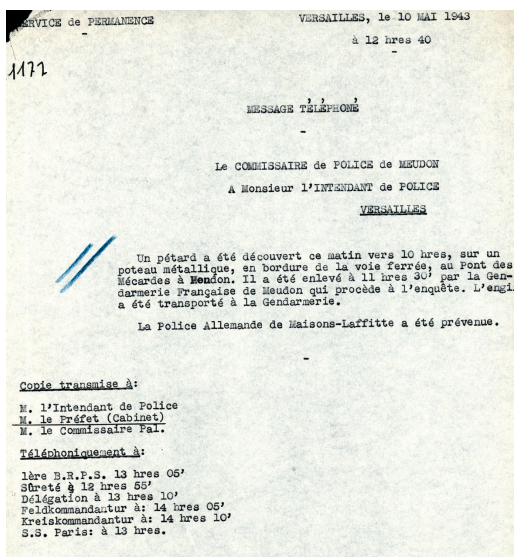 SERVICE de PERMANENCE
VERSAILLES, le 10 MAI 1943
à 12 hres 40
1172
MESSAGE TÉLÉPHONÉ
Le COMMISSAIRE de POLICE de MEUDON
A Monsieur l'INTENDANT de POLICE
VERSAILLES
Un pétard a été découvert ce matin vers 10 hres, sur un
poteau métallique, en bordure de la voie ferrée, au Pont des
Mécardes à Meudon. Il a été enlevé à 11 hres 30' par la Gen-
darmerie Française de Meudon qui procède à l'enquête. L'engi
a été transporté à la Gendarmerie.
La Police Allemande de Maisons-Laffitte a été prévenue.
Copie transmise à:
M. l'Intendant de Police
M. le Préfet (Cabinet)
M. le Commissaire Pal.
Téléphoniquement à:
1ère B.R.P.S. 13 hres 05'
Sûreté à 12 hres 55'
Délégation à 13 hres 10'
Feldkommandantur à: 14 hres 05'
Kreiskommandantur à: 14 hres 10'
S.S. Paris: à 13 hres.